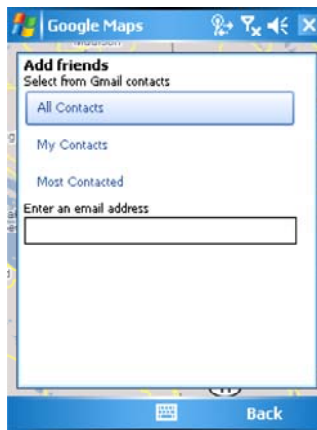 Google Maps
Madison
Add friends
Select from Gmail contacts
All Contacts
My Contacts
Most Contacted
Enter an email address
Back